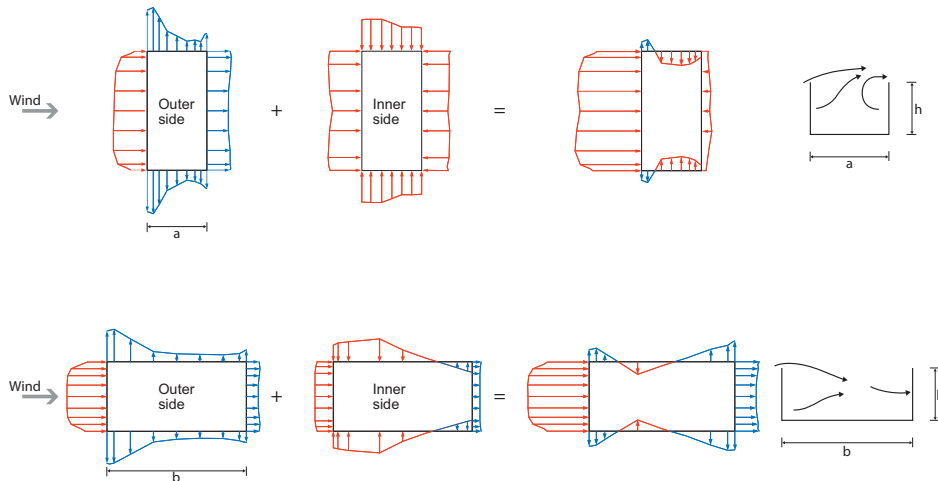 Wind
Outer
side
+
Inner
side
=
h
a
a
Wind
Outer
side
+
Inner
side
=
b
b